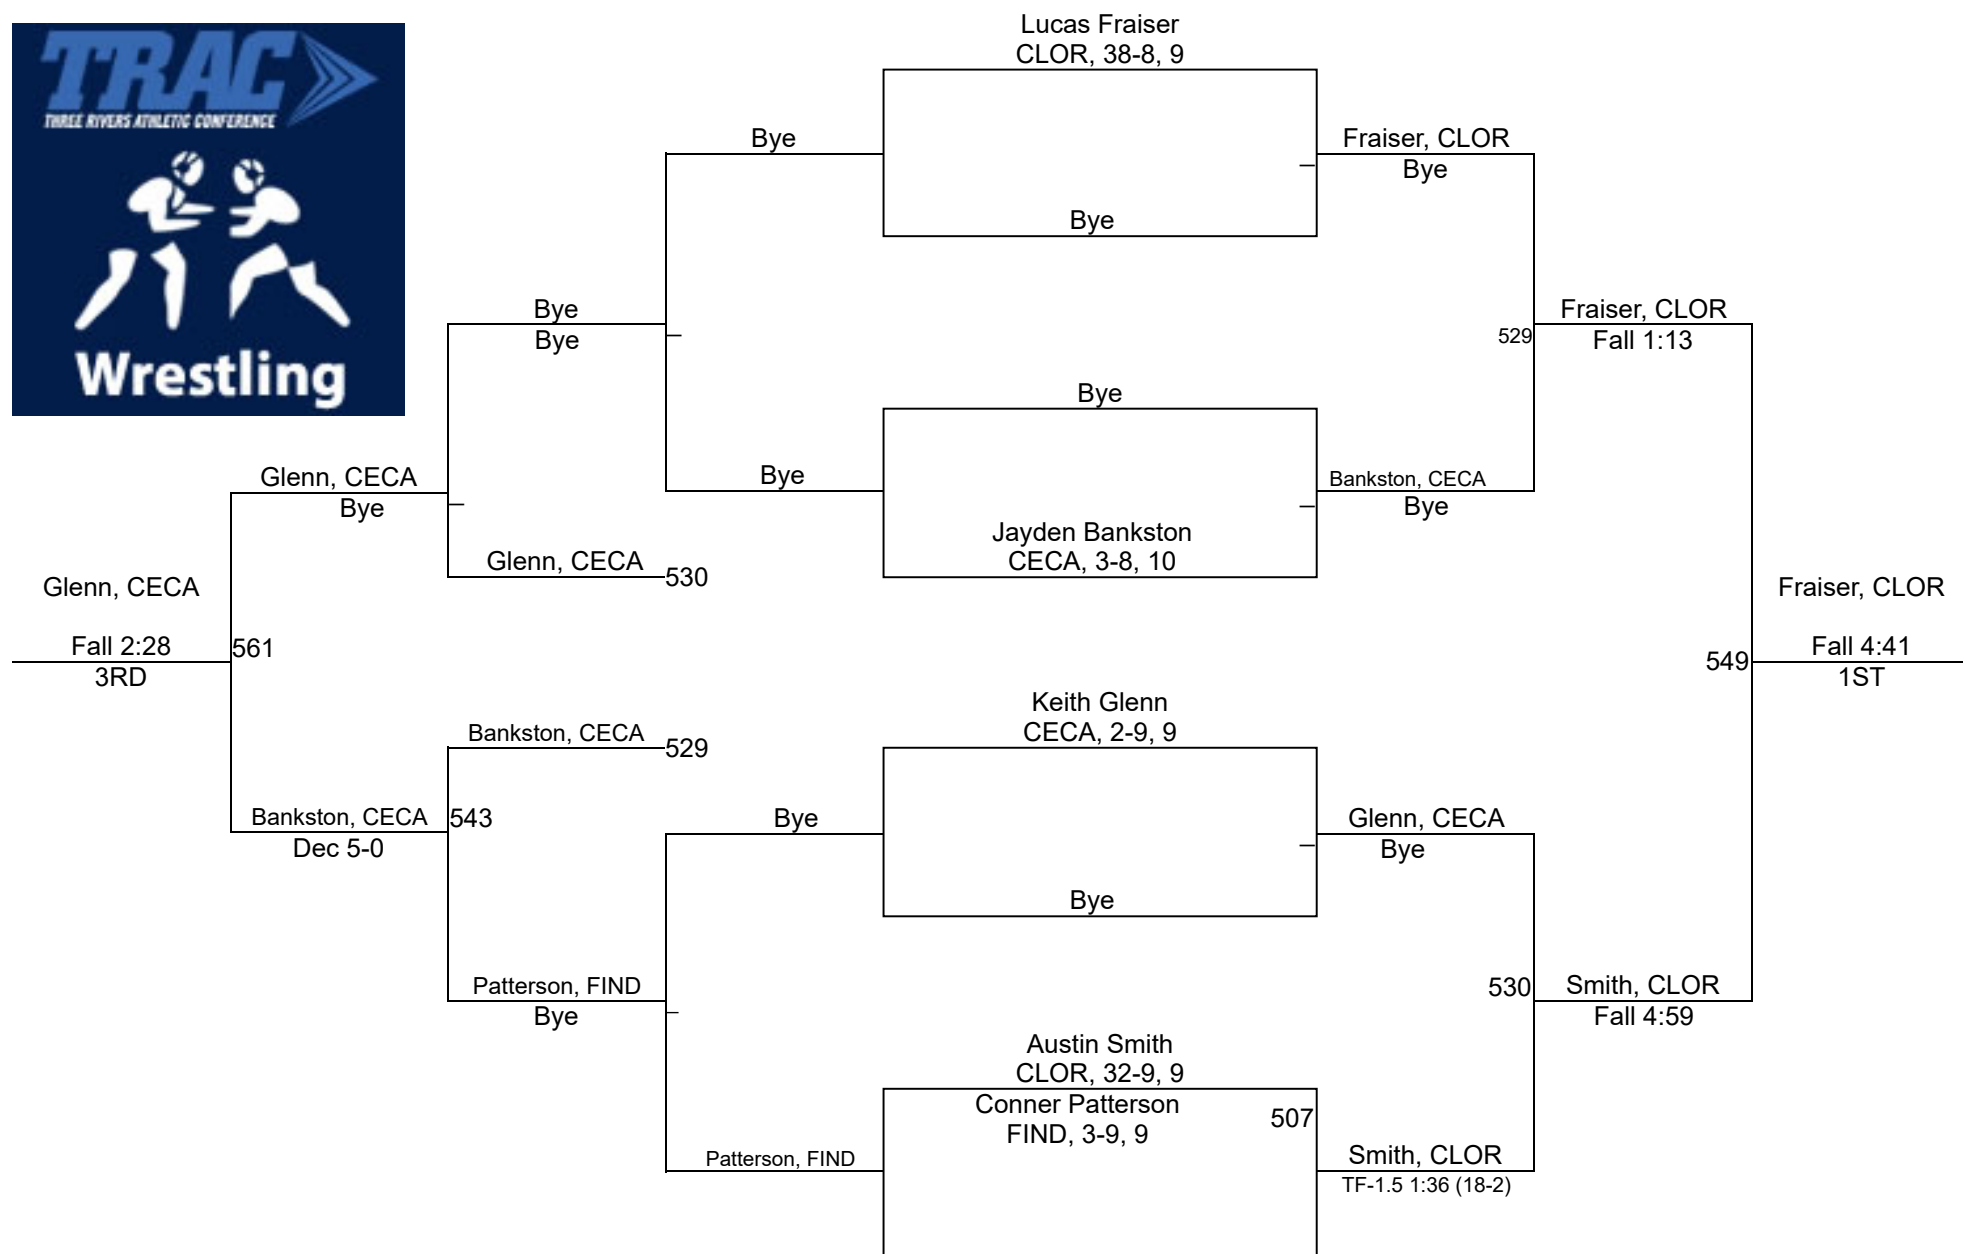 TRAC
THREE RIVERS ATHLETIC CONFERENCE
Wrestling
Lucas Fraiser
CLOR, 38-8, 9
Bye
Fraiser, CLOR
Bye
Bye
Bye
Bye
Fraiser, CLOR
529
Fall 1:13
Bye
Bye
Bankston, CECA
Bye
Glenn, CECA
Bye
Jayden Bankston
CECA, 3-8, 10
Glenn, CECA
530
Glenn, CECA
Fall 2:28
561
3RD
Fraiser, CLOR
549
Fall 4:41
1ST
Keith Glenn
CECA, 2-9, 9
Bankston, CECA
529
Bankston, CECA
543
Dec 5-0
Bye
Glenn, CECA
Bye
Bye
Patterson, FIND
Bye
530
Smith, CLOR
Fall 4:59
Austin Smith
CLOR, 32-9, 9
Conner Patterson
FIND, 3-9, 9
507
Patterson, FIND
Smith, CLOR
TF-1.5 1:36 (18-2)